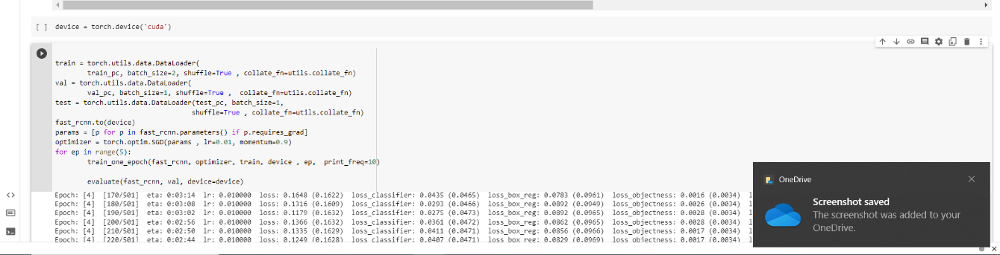 [ ] device = torch.device('cuda')
train = torch.utils.data.DataLoader(
train_pc, batch_size=2, shuffle=True , collate_fn=utils.collate_fn)
val = torch.utils.data.DataLoader(
val_pc, batch_size=1, shuffle=True ,  collate_fn=utils.collate_fn)
test = torch.utils.data.DataLoader(test_pc, batch_size=1,
shuffle=True , collate_fn=utils.collate_fn)
fast_rcnn.to(device)
params = [p for p in fast_rcnn.parameters() if p.requires_grad]
optimizer = torch.optim.SGD(params , lr=0.01, momentum=0.9)
for ep in range(5):
train_one_epoch(fast_rcnn, optimizer, train, device , ep,  print_freq=10)
evaluate(fast_rcnn, val, device=device)
Epoch: [4]  [170/501]  eta: 0:03:14  lr: 0.010000  loss: 0.1648 (0.1622)  loss_classifier: 0.0435 (0.0465)  loss_box_reg: 0.0783 (0.0961)  loss_objectness: 0.0016 (0.0034)
Epoch: [4]  [180/501]  eta: 0:03:08  lr: 0.010000  loss: 0.1316 (0.1609)  loss_classifier: 0.0293 (0.0466)  loss_box_reg: 0.0892 (0.0949)  loss_objectness: 0.0026 (0.0034)
Epoch: [4]  [190/501]  eta: 0:03:02  lr: 0.010000  loss: 0.1179 (0.1632)  loss_classifier: 0.0275 (0.0473)  loss_box_reg: 0.0892 (0.0965)  loss_objectness: 0.0028 (0.0034)
Epoch: [4]  [200/501]  eta: 0:02:56  lr: 0.010000  loss: 0.1366 (0.1632)  loss_classifier: 0.0361 (0.0472)  loss_box_reg: 0.0862 (0.0965)  loss_objectness: 0.0028 (0.0034)
Epoch: [4]  [210/501]  eta: 0:02:50  lr: 0.010000  loss: 0.1335 (0.1629)  loss_classifier: 0.0411 (0.0471)  loss_box_reg: 0.0856 (0.0966)  loss_objectness: 0.0017 (0.0034)
Epoch: [4]  [220/501]  eta: 0:02:44  lr: 0.010000  loss: 0.1249 (0.1628)  loss_classifier: 0.0407 (0.0471)  loss_box_reg: 0.0829 (0.0969)  loss_objectness: 0.0017 (0.0034)
OneDrive
Screenshot saved
The screenshot was added to your
OneDrive.